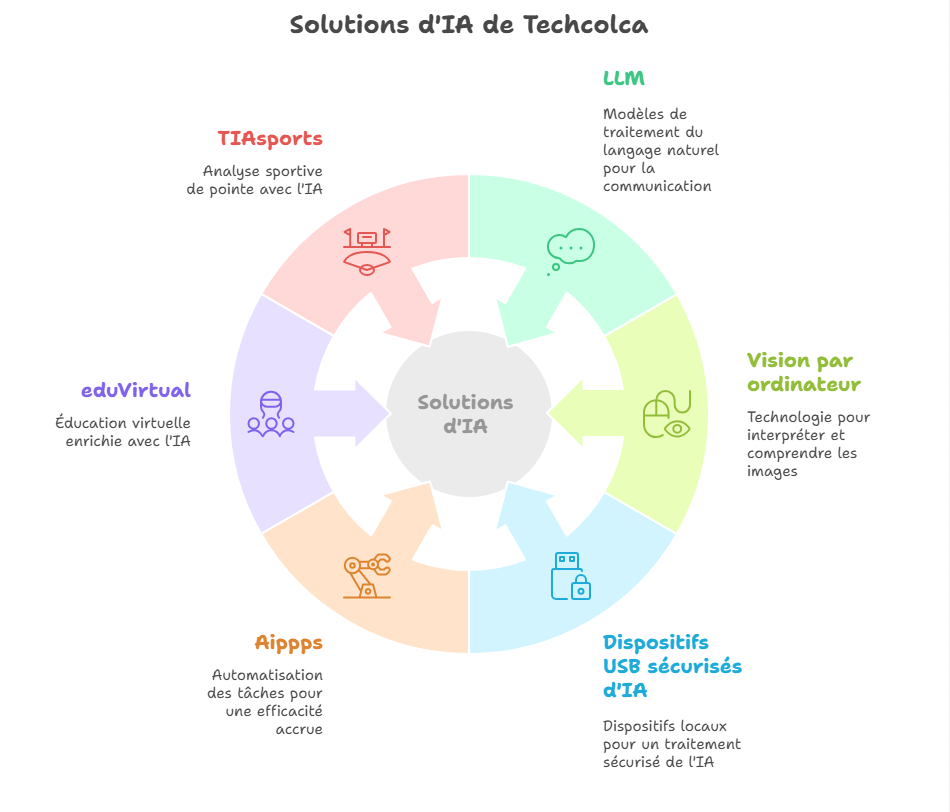 Solutions d'IA de Techcolca
LLM
Modèles de
traitement du
langage naturel
pour la
communication
TIAsports
Analyse sportive
de pointe avec l'IA
Vision par
ordinateur
Technologie pour
interpréter et
comprendre les
images
eduVirtual
Éducation virtuelle
enrichie avec l'IA
Solutions
d'IA
Aippps
Automatisation
des tâches pour
une efficacité
accrue
Dispositifs
USB sécurisés
d'IA
Dispositifs locaux
pour un traitement
sécurisé de l'IA